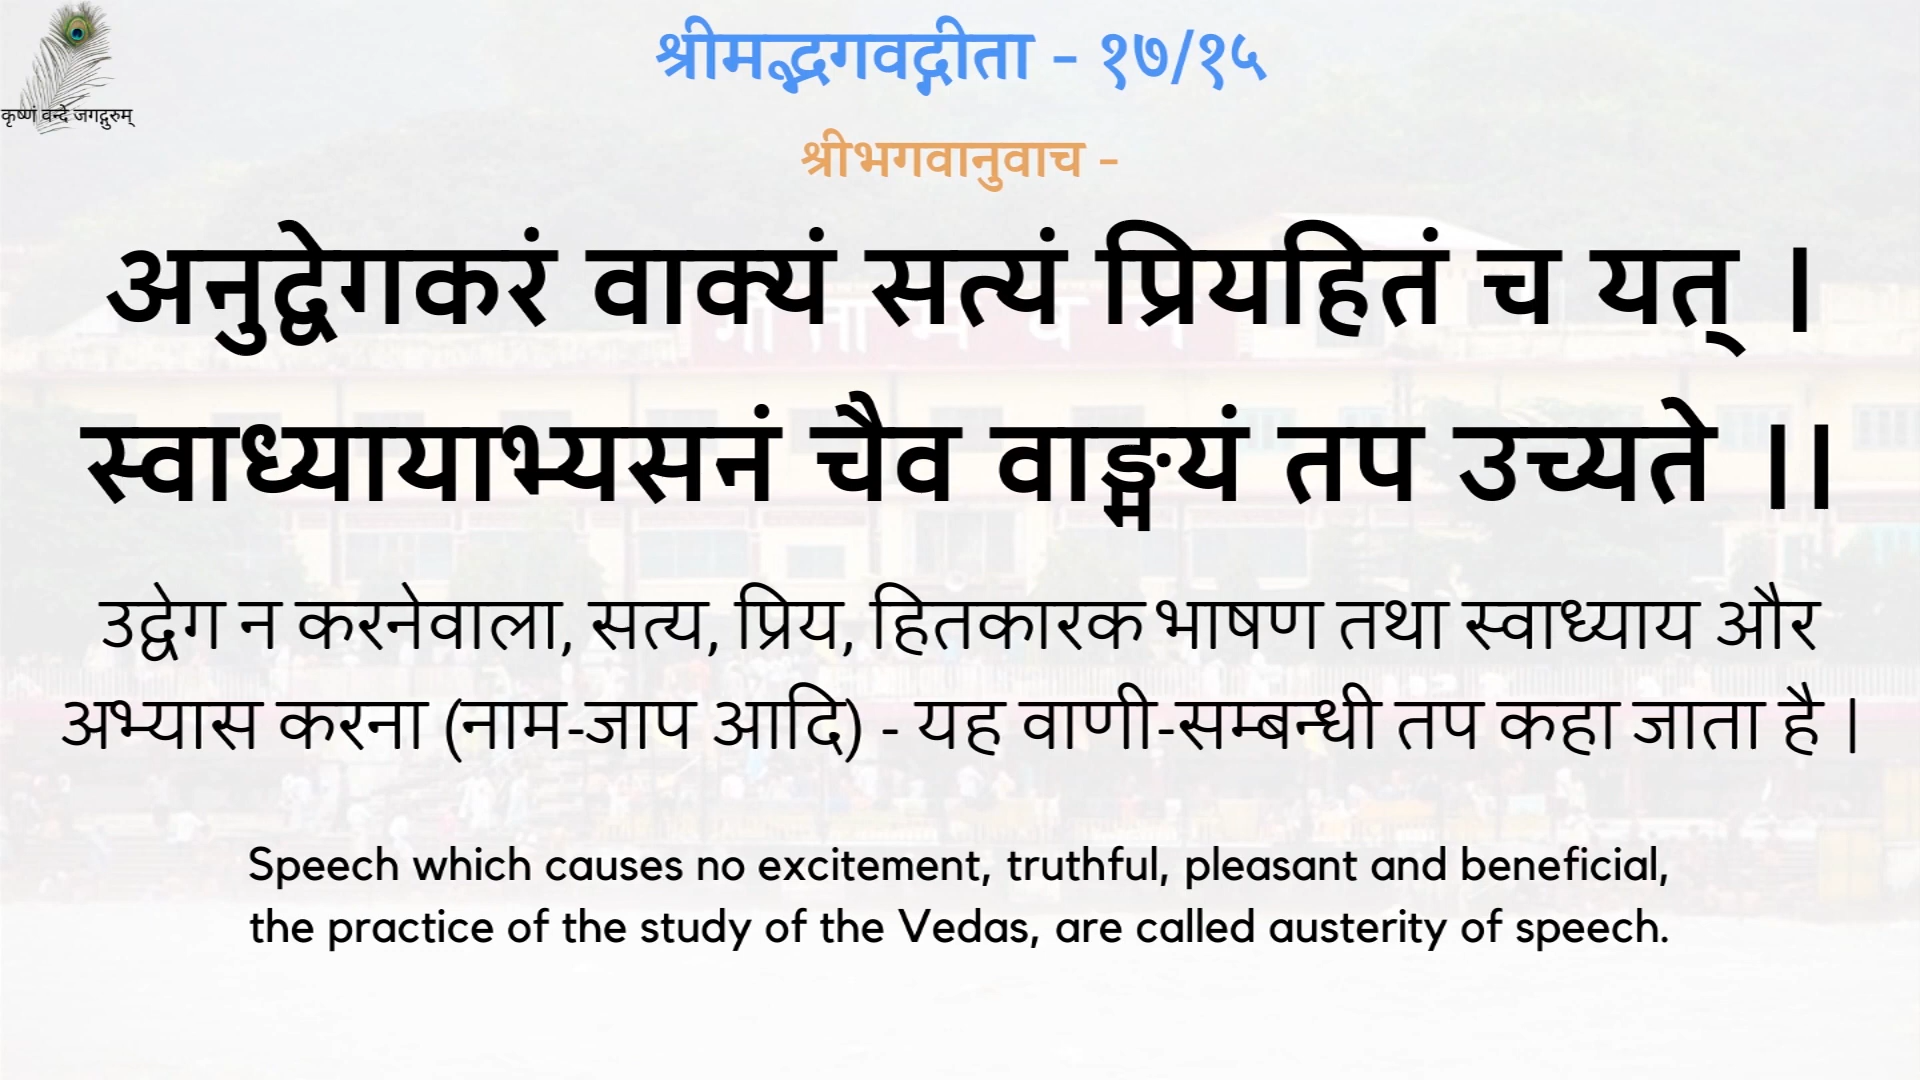 श्रीमद्भगवद्गीता - १७/१५
कृष्णं वन्दे जगद्गुरुम्
श्रीभगवानुवाच -
अनुद्वेगकरं वाक्यं सत्यं प्रियहितं च यत् ।
स्वाध्यायाभ्यसनं चैव वाङ्मयं तप उच्यते ।।
उद्वेग न करनेवाला, सत्य, प्रिय, हितकारक भाषण तथा स्वाध्याय और
अभ्यास करना (नाम-जाप आदि) - यह वाणी-सम्बन्धी तप कहा जाता है |
Speech which causes no excitement, truthful, pleasant and beneficial,
the practice of the study of the Vedas, are called austerity of speech.